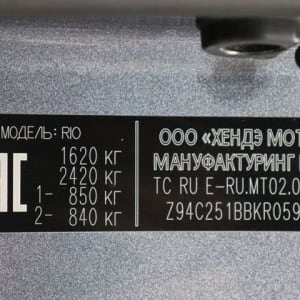 МОДЕЛЬ: RIO
1620 КГ
2420 КГ
1- 850 КГ
2- 840 КГ
ООО «ХЕНДЭ МОТ
МАНУФАКТУРИНГ
ТС RU E-RU.MT02.0
Z94C251BBKR059